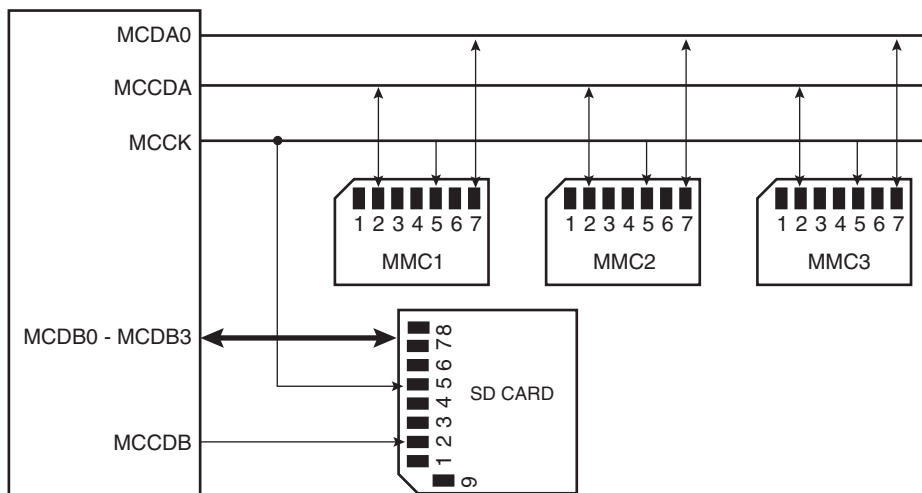 MCDA0
MCCDA
MCCK
1 2 3 4 5 6 7
MMC1
1 2 3 4 5 6 7
MMC2
1 2 3 4 5 6 7
MMC3
MCDB0 - MCDB3
1 2 3 4 5 6 7 8
9
SD CARD
MCCDB